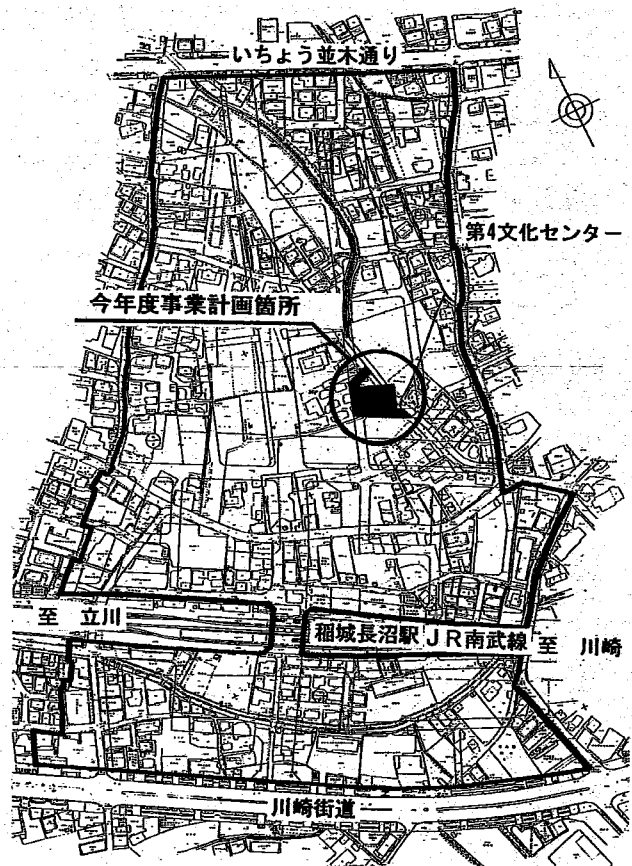 いちょう並木通り
第4文化センター
今年度事業計画箇所
至 立川
稲城長沼駅 JR南武線 至 川崎
川崎街道